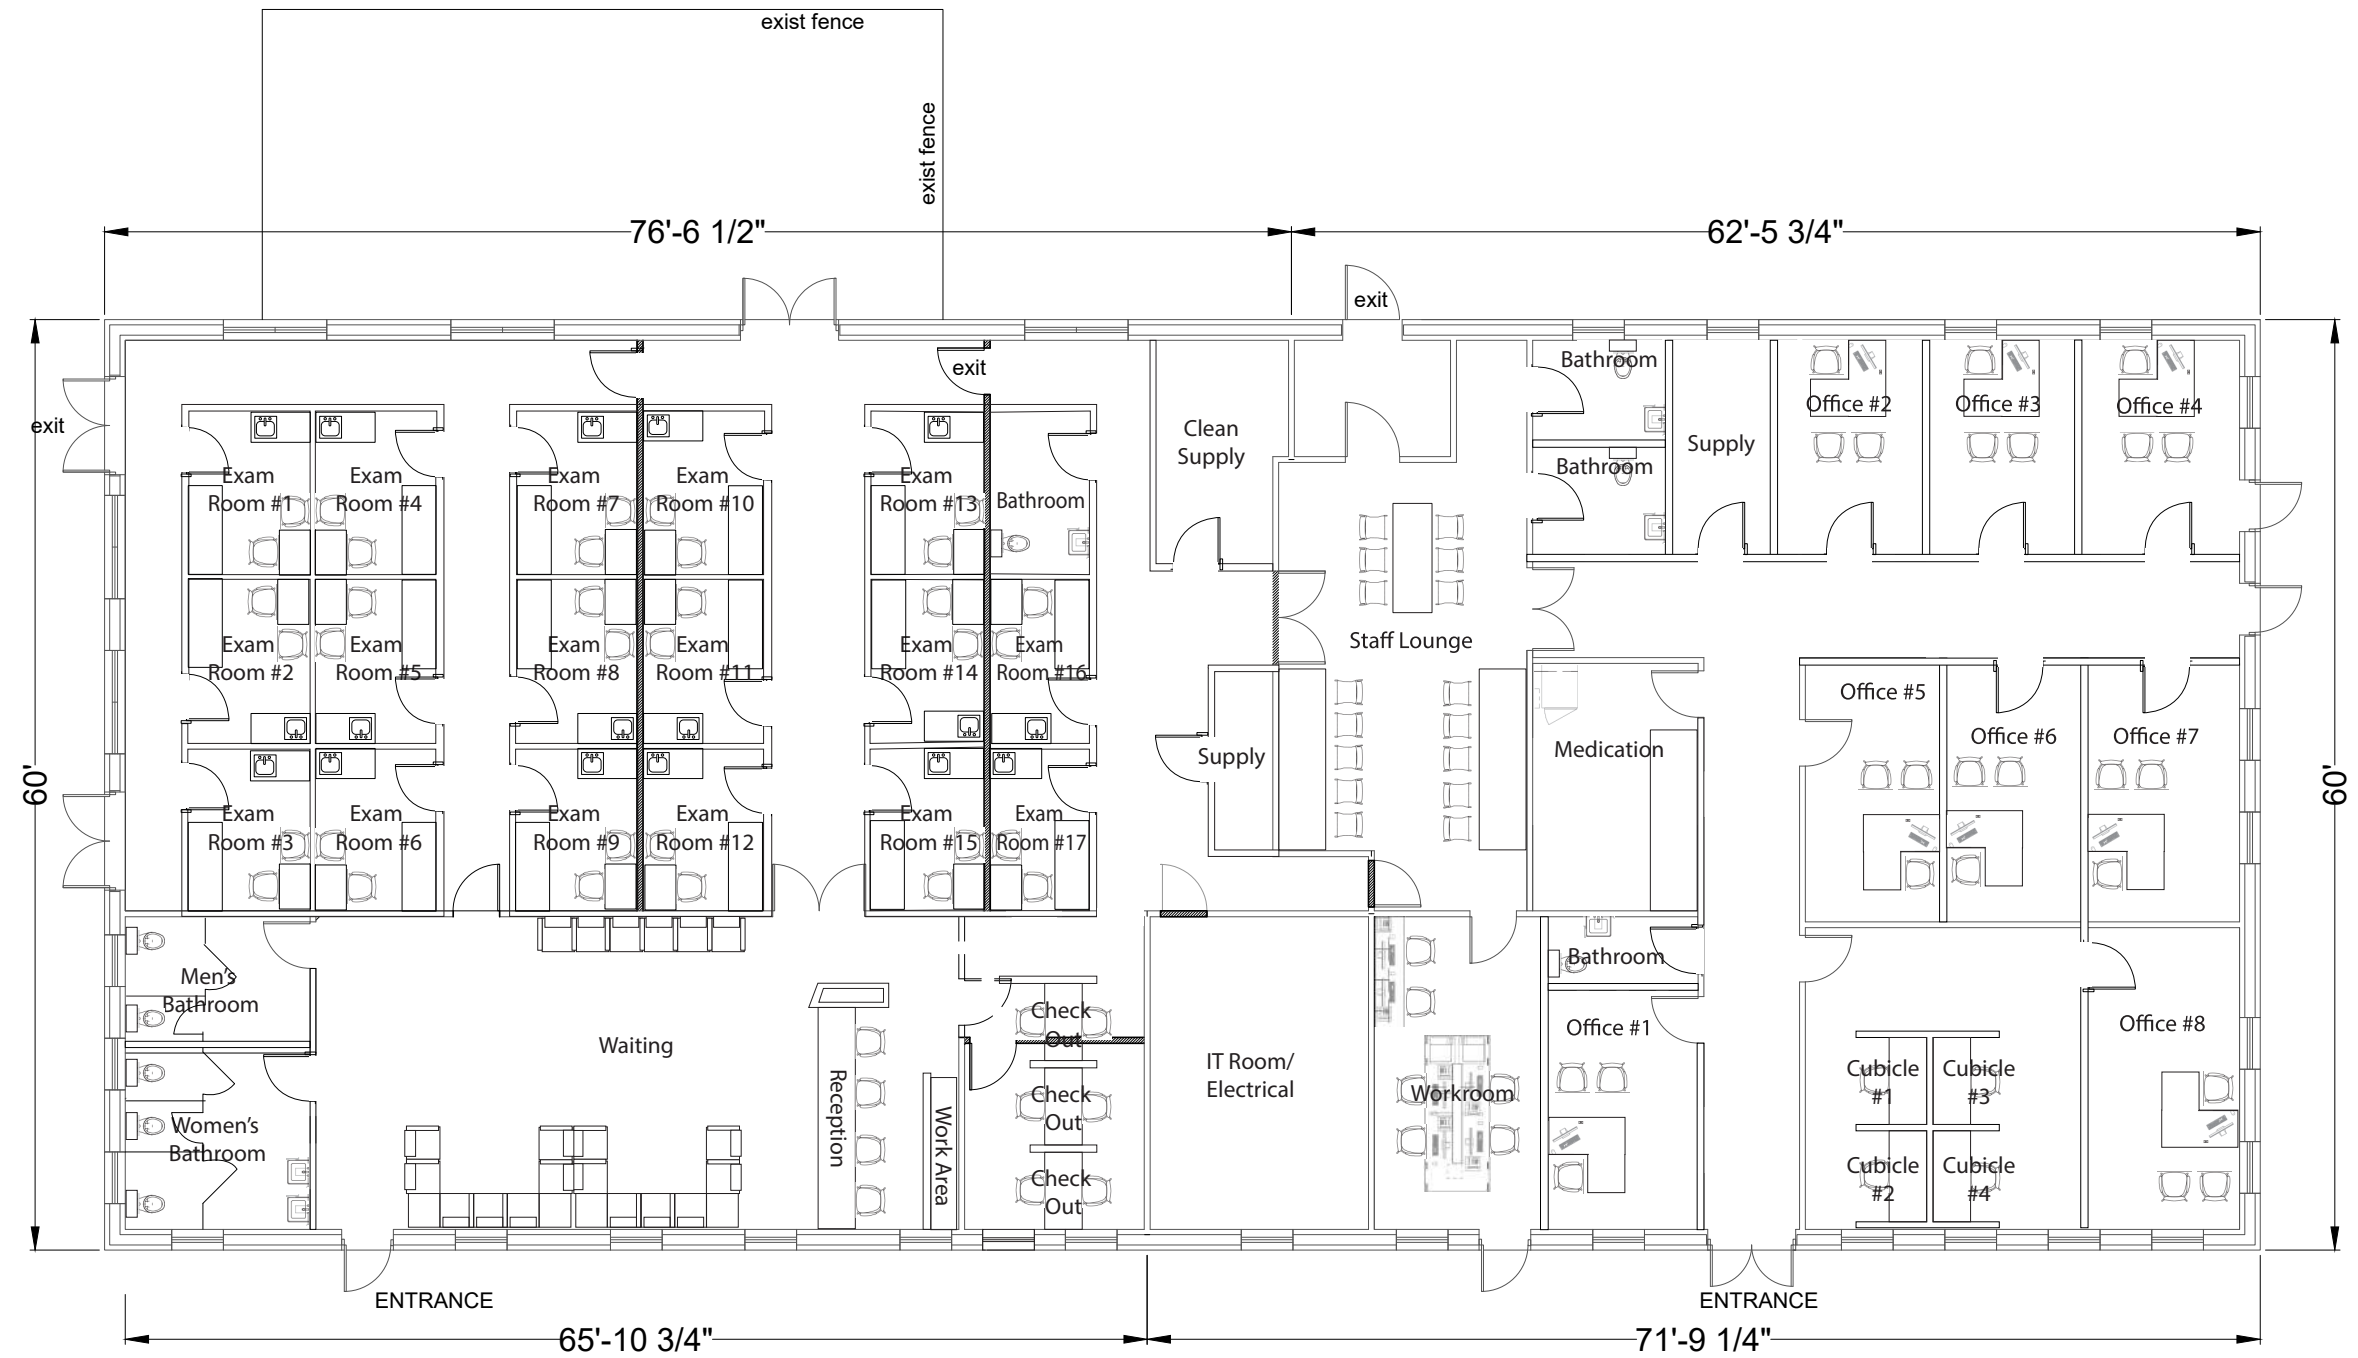 exist fence
exist fence
76'-6 1/2"
62'-5 3/4"
exit
exit
exit
60'
60'
Exam
Room #1
Exam
Room #4
Exam
Room #7
Exam
Room #10
Exam
Room #13
Bathroom
Clean
Supply
Bathroom
Bathroom
Supply
Office #2
Office #3
Office #4
Exam
Room #2
Exam
Room #5
Exam
Room #8
Exam
Room #11
Exam
Room #14
Exam
Room #16
Staff Lounge
Supply
Medication
Office #5
Office #6
Office #7
Exam
Room #3
Exam
Room #6
Exam
Room #9
Exam
Room #12
Exam
Room #15
Exam
Room #17
Men's
Bathroom
Women's
Bathroom
Waiting
Reception
Work Area
Check
Out
Check
Out
Check
Out
IT Room/
Electrical
Workroom
Bathroom
Office #1
Cubicle
#1
Cubicle
#3
Cubicle
#2
Cubicle
#4
Office #8
ENTRANCE
ENTRANCE
65'-10 3/4"
71'-9 1/4"